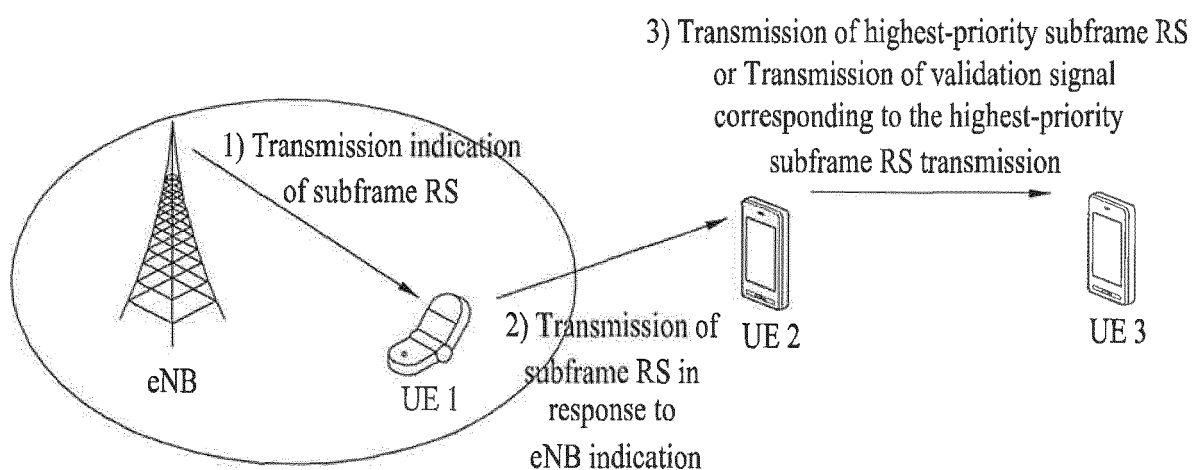 3) Transmission of highest-priority subframe RS
or Transmission of validation signal
corresponding to the highest-priority
subframe RS transmission
1) Transmission indication
of subframe RS
eNB
UE 1
2) Transmission of
subframe RS in
response to
eNB indication
UE 2
UE 3